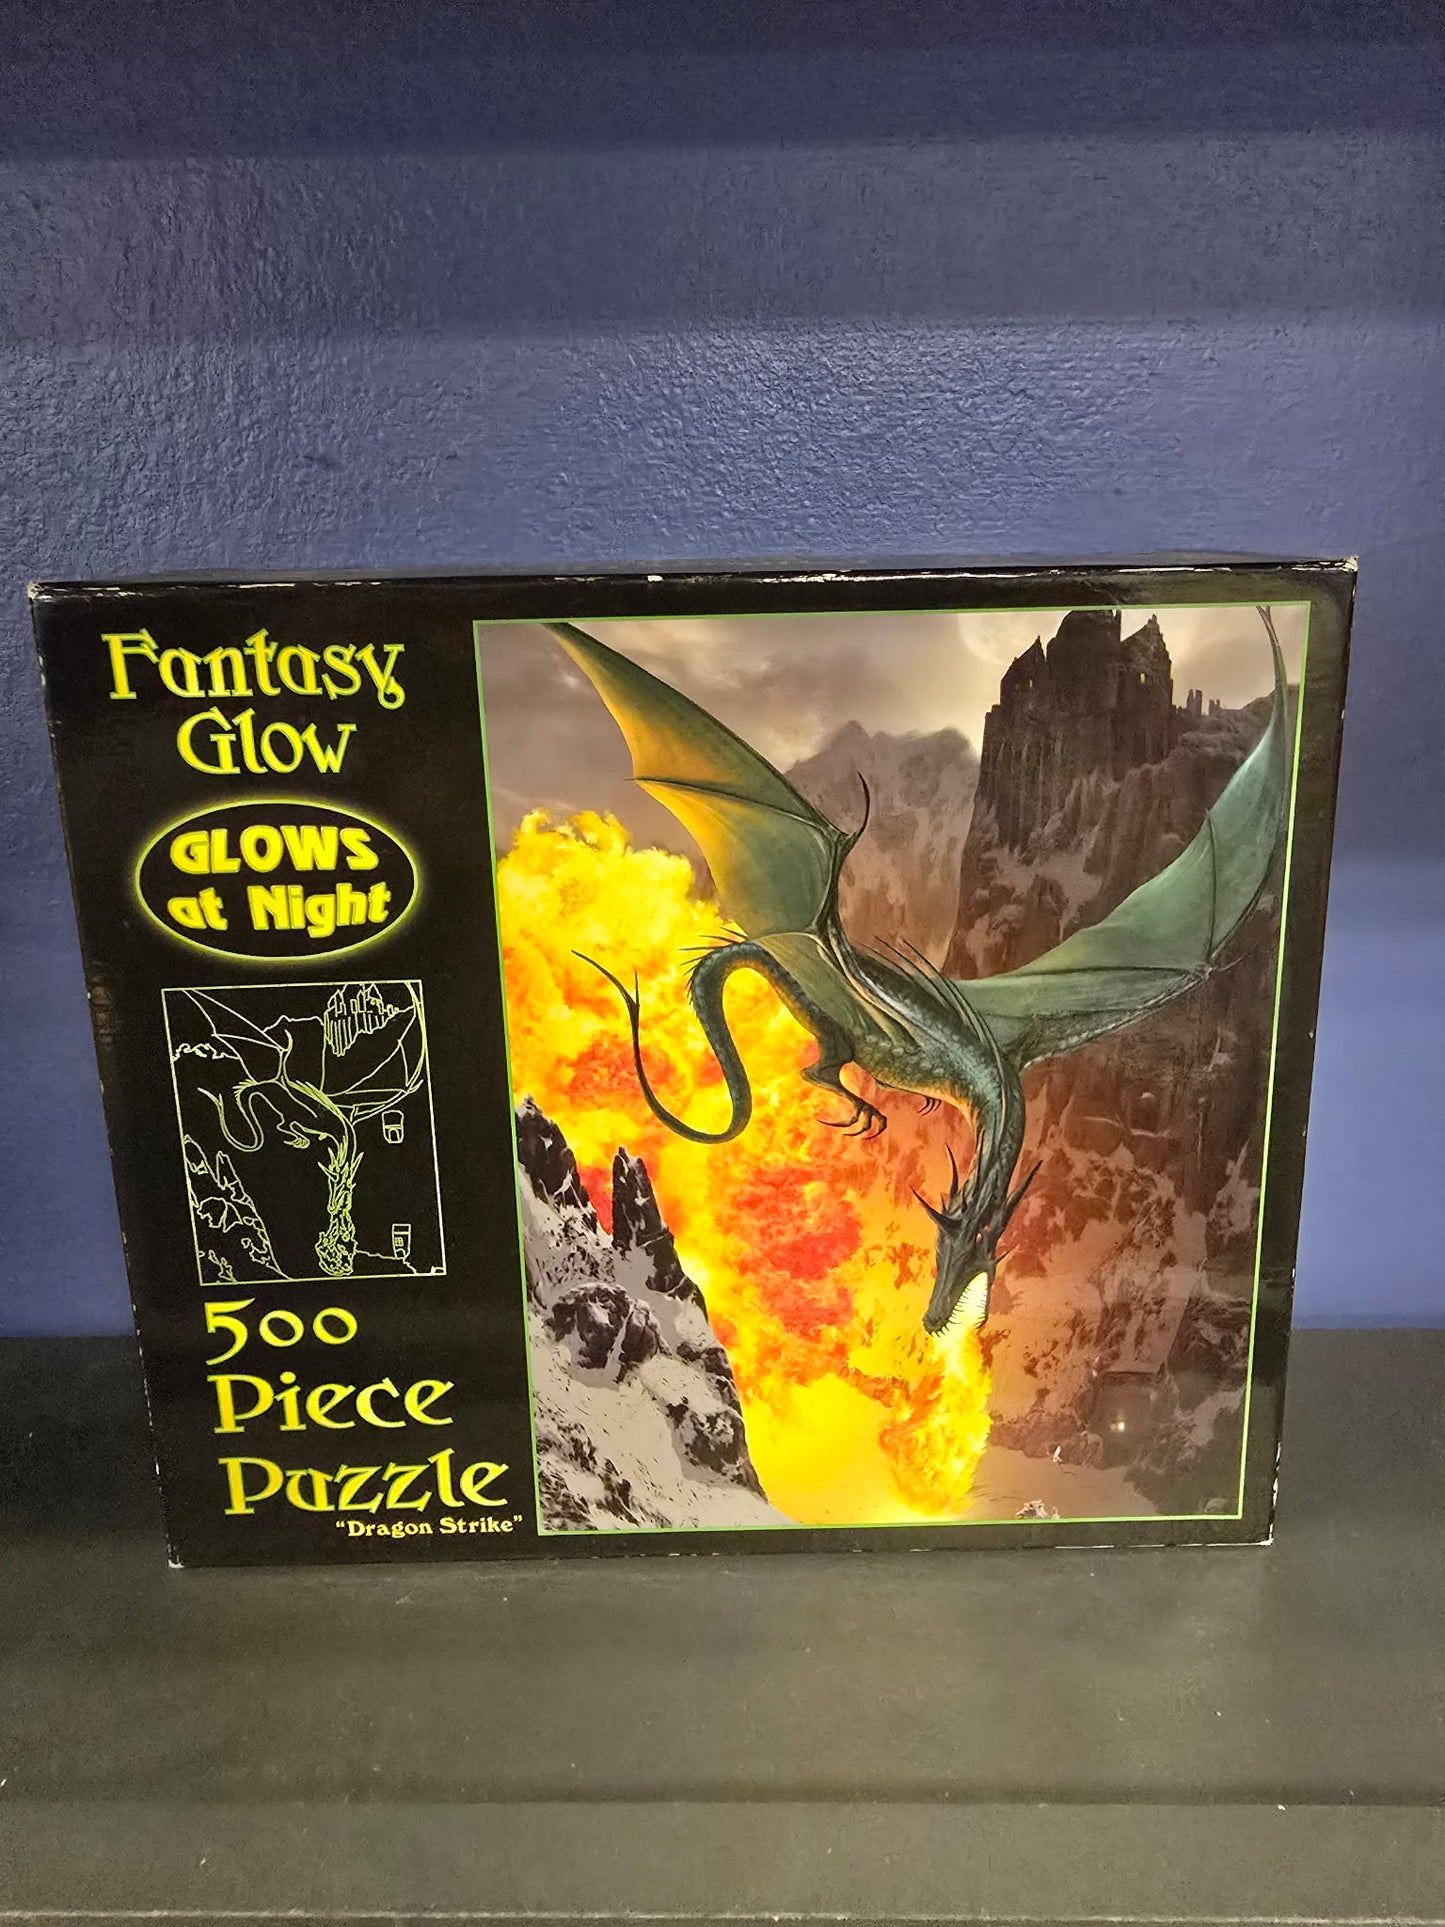 Fantasy
Glow
GLOWS
at Night
500
Piece
Puzzle
“Dragon Strike”